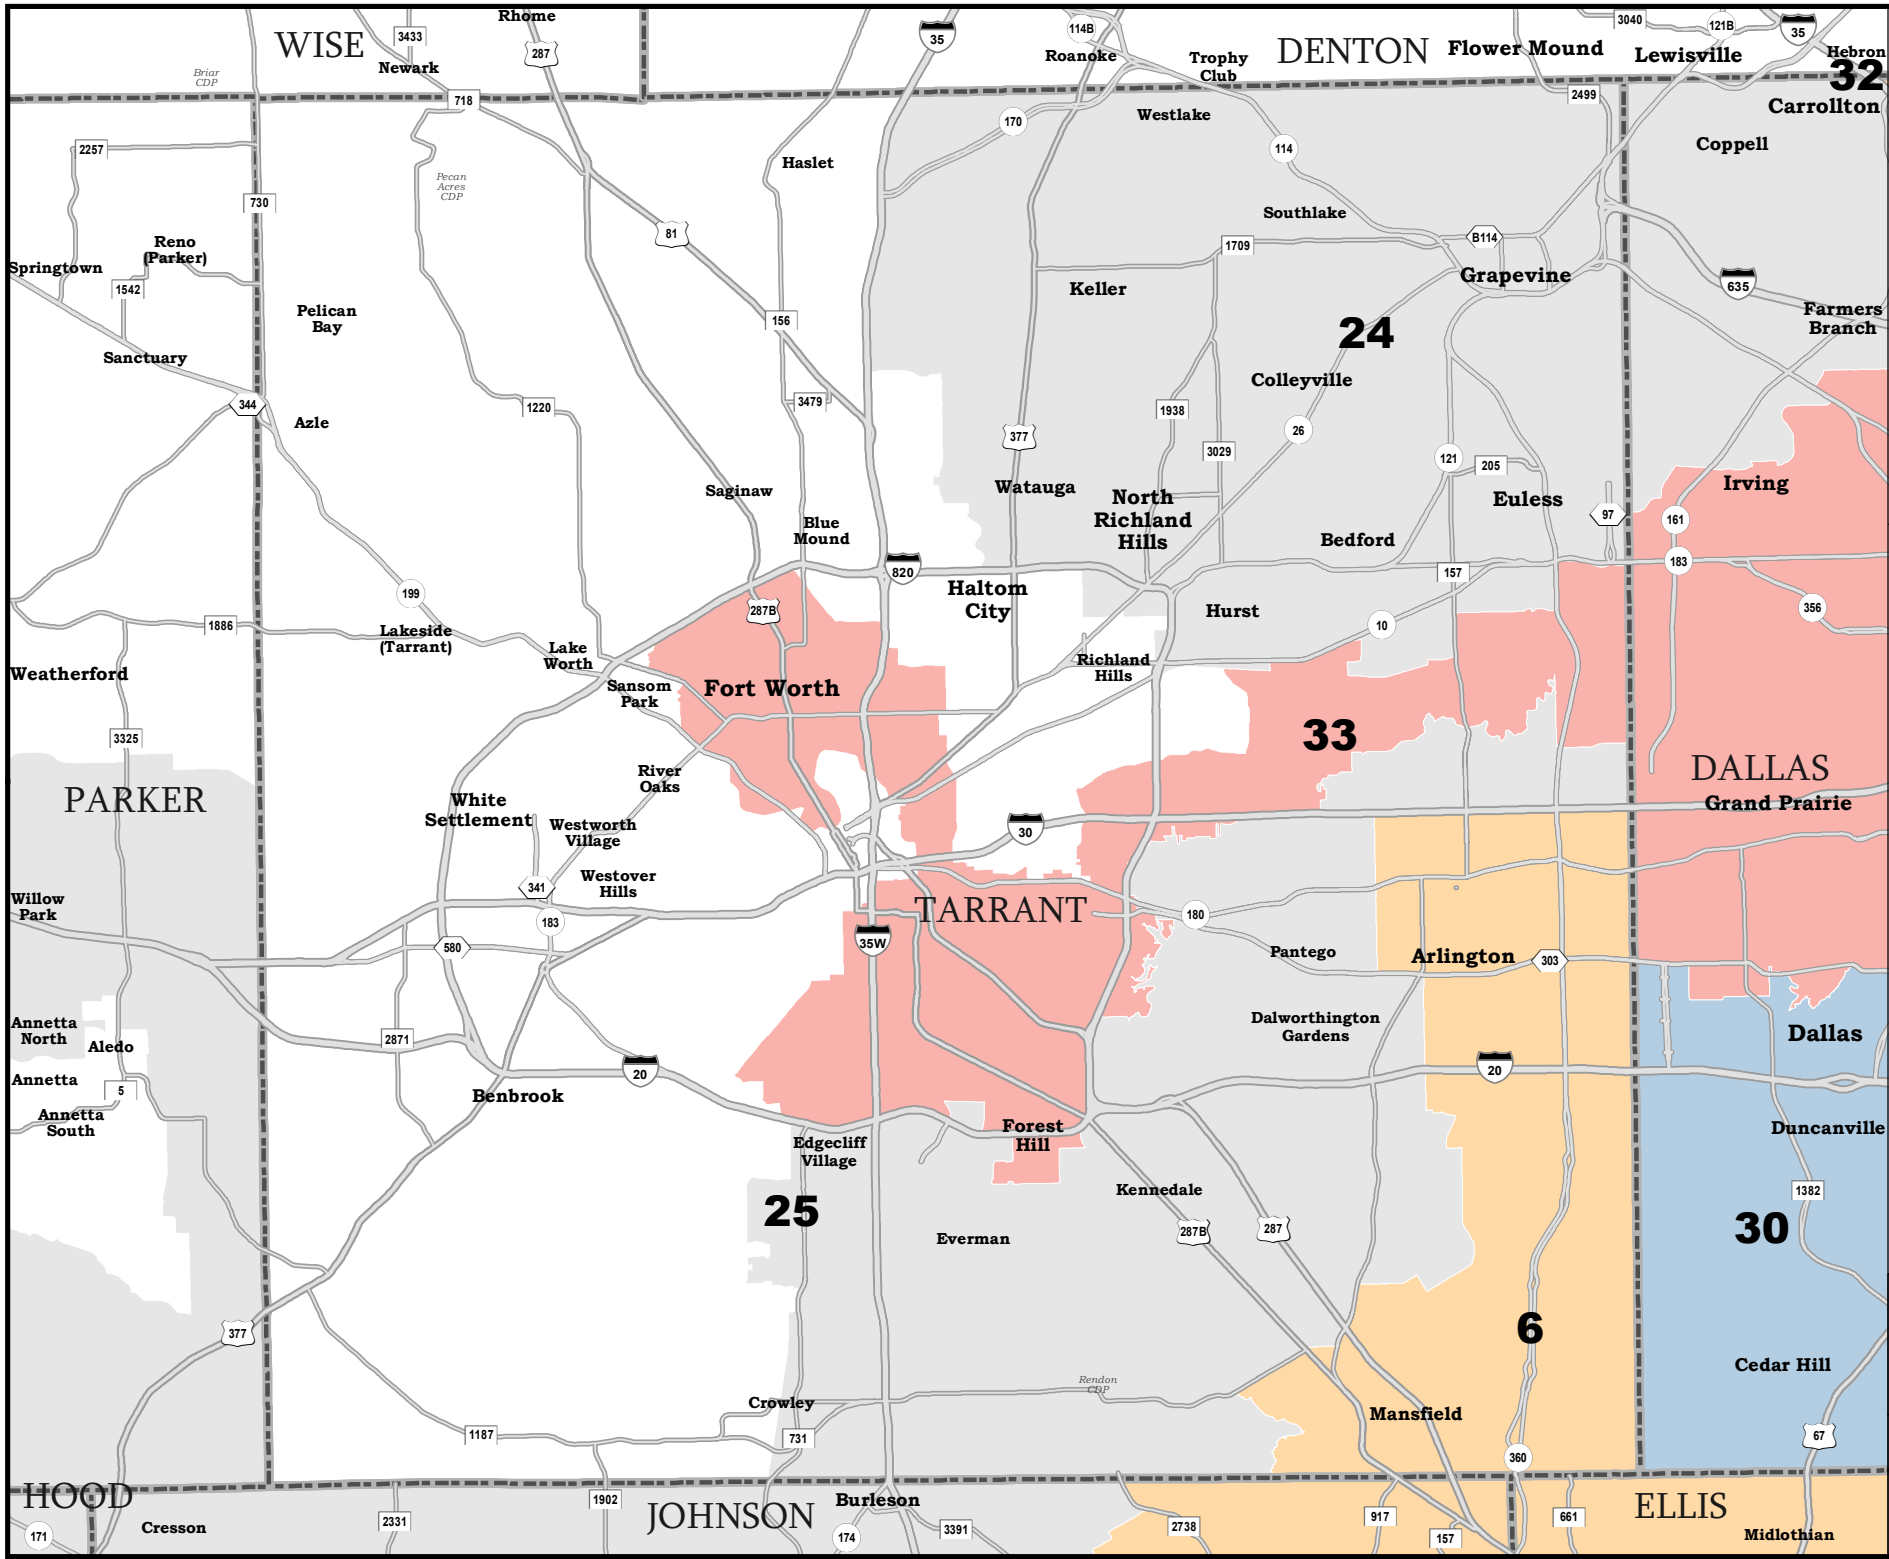 Rhome
114B
3040
121B
3433
35
35
WISE
287
Roanoke
Trophy
Club
DENTON
Flower Mound
Lewisville
Hebron
Newark
Briar
CDP
32
718
2499
Carrollton
170
Westlake
114
Coppell
2257
Haslet
Pecan
Acres
CDP
730
Southlake
81
B114
1709
Reno
(Parker)
Springtown
1542
Keller
Grapevine
635
Pelican
Bay
156
24
Farmers
Branch
Sanctuary
Colleyville
344
1220
3479
1938
Azle
377
26
3029
121
205
Saginaw
Watauga
North
Richland
Hills
Euless
Irving
97
161
Blue
Mound
Bedford
820
157
183
Haltom
City
199
287B
Hurst
356
1886
Lakeside
(Tarrant)
10
Lake
Worth
Richland
Hills
Weatherford
Sansom
Park
Fort Worth
3325
33
River
Oaks
DALLAS
PARKER
White
Settlement
Grand Prairie
Westworth
Village
30
341
Westover
Hills
Willow
Park
183
TARRANT
180
580
35W
Pantego
Arlington
303
Annetta
North
Aledo
2871
Dalworthington
Gardens
Dallas
Annetta
5
20
20
Benbrook
Annetta
South
Edgecliff
Village
Forest
Hill
Duncanville
25
Kennedale
1382
287B
287
30
Everman
377
6
Cedar Hill
Rendon
CDP
Crowley
Mansfield
1187
731
67
360
HOOD
1902
JOHNSON
Burleson
ELLIS
171
Cresson
2331
174
3391
2738
917
157
661
Midlothian